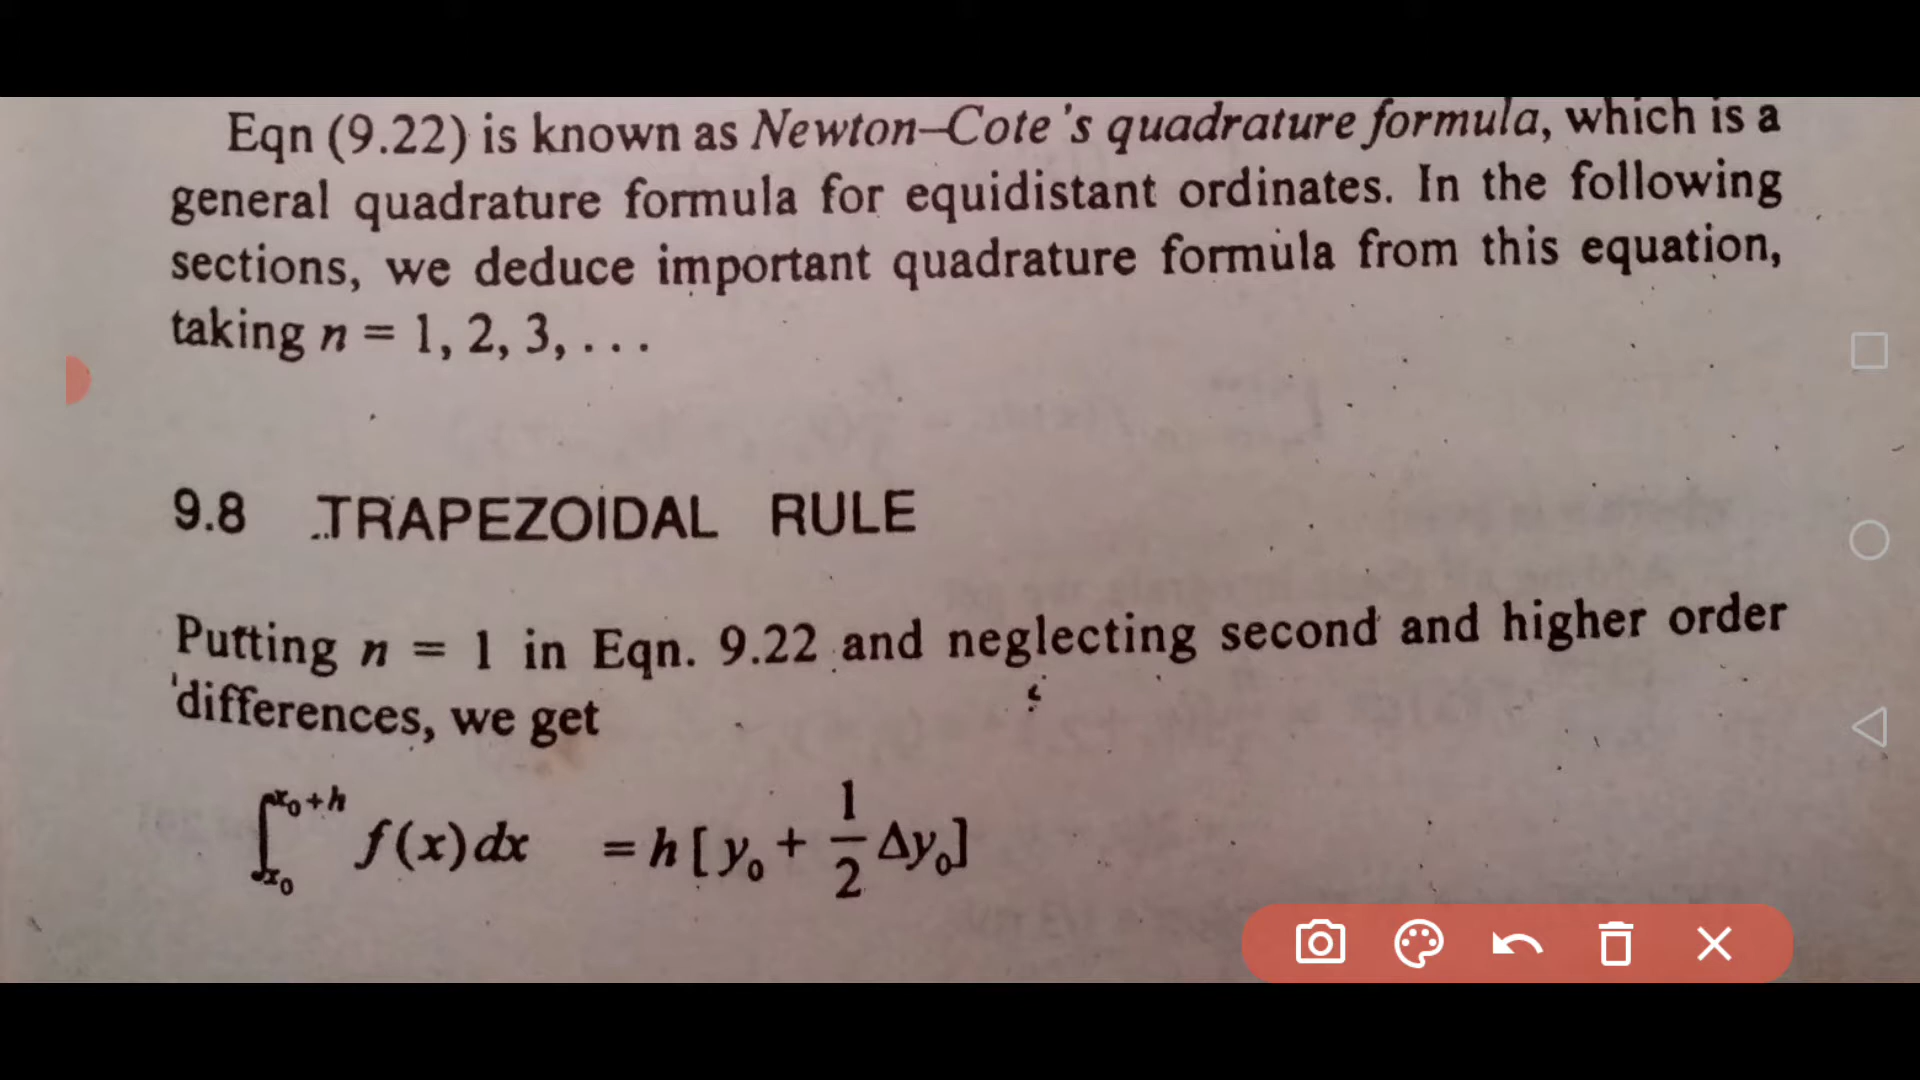 Eqn (9.22) is known as Newton–Cote's quadrature formula, which is a
general quadrature formula for equidistant ordinates. In the following
sections, we deduce important quadrature formula from this equation,
taking n = 1, 2, 3, . . .
9.8 TRAPEZOIDAL RULE
Putting n = 1 in Eqn. 9.22 and neglecting second and higher order
differences, we get
∫_{x₀}^{x₀+h} f(x) dx = h [ y₀ + 1/2 Δy₀ ]